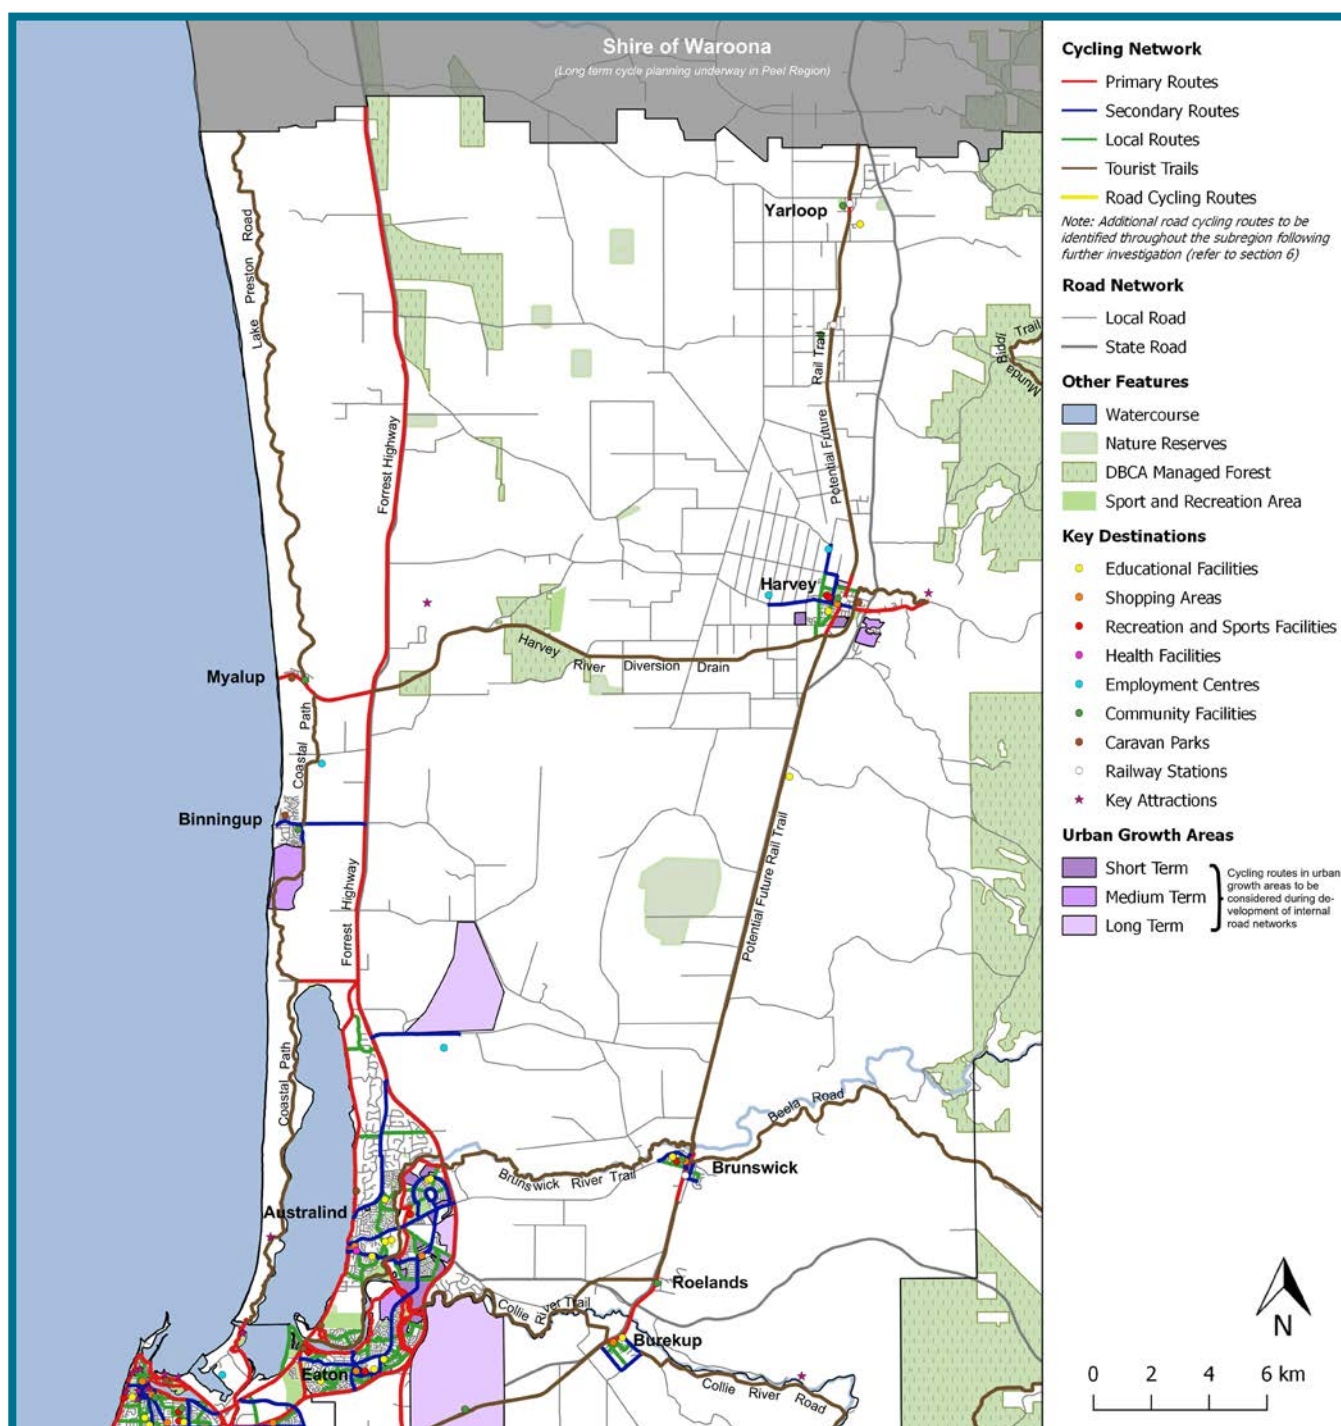 Shire of Waroona
(Long term cycle planning underway in Peel Region)
Yarloop
Lake Preston Road
Forrest Highway
Potential Future Rail Trail
Munda Biddi Trail
Harvey
Harvey River Diversion Drain
Myalup
Coastal Path
Binningup
Forrest Highway
Potential Future Rail Trail
Coastal Path
Beela Road
Brunswick River Trail
Brunswick
Australind
Roelands
Collie River Trail
Burekup
Eaton
Collie River Road
Cycling Network
Primary Routes
Secondary Routes
Local Routes
Tourist Trails
Road Cycling Routes
Note: Additional road cycling routes to be
identified throughout the subregion following
further investigation (refer to section 6)
Road Network
Local Road
State Road
Other Features
Watercourse
Nature Reserves
DBCA Managed Forest
Sport and Recreation Area
Key Destinations
Educational Facilities
Shopping Areas
Recreation and Sports Facilities
Health Facilities
Employment Centres
Community Facilities
Caravan Parks
Railway Stations
Key Attractions
Urban Growth Areas
Short Term
Medium Term
Long Term
Cycling routes in urban
growth areas to be
considered during de-
velopment of internal
road networks
N
0 2 4 6 km